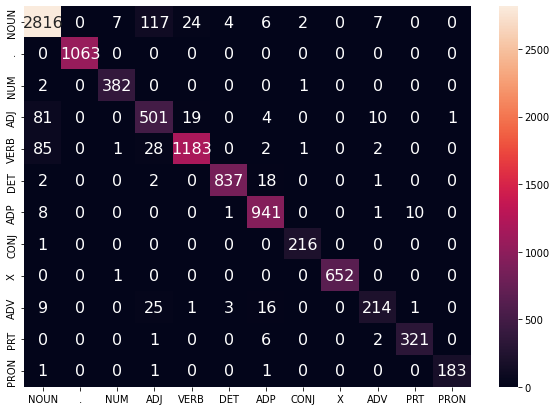 NOUN 2816 0 7 117 24 4 6 2 0 7 0 0
. 0 1063 0 0 0 0 0 0 0 0 0 0
NUM 2 0 382 0 0 0 0 1 0 0 0 0
ADJ 81 0 0 501 19 0 4 0 0 10 0 1
VERB 85 0 1 28 1183 0 2 1 0 2 0 0
DET 2 0 0 2 0 837 18 0 0 1 0 0
ADP 8 0 0 0 0 1 941 0 0 1 10 0
CONJ 1 0 0 0 0 0 0 216 0 0 0 0
X 0 0 1 0 0 0 0 0 652 0 0 0
ADV 9 0 0 25 1 3 16 0 0 214 1 0
PRT 0 0 0 1 0 0 6 0 0 2 321 0
PRON 1 0 0 1 0 0 1 0 0 0 0 183
NOUN . NUM ADJ VERB DET ADP CONJ X ADV PRT PRON
2500
2000
1500
1000
500
0